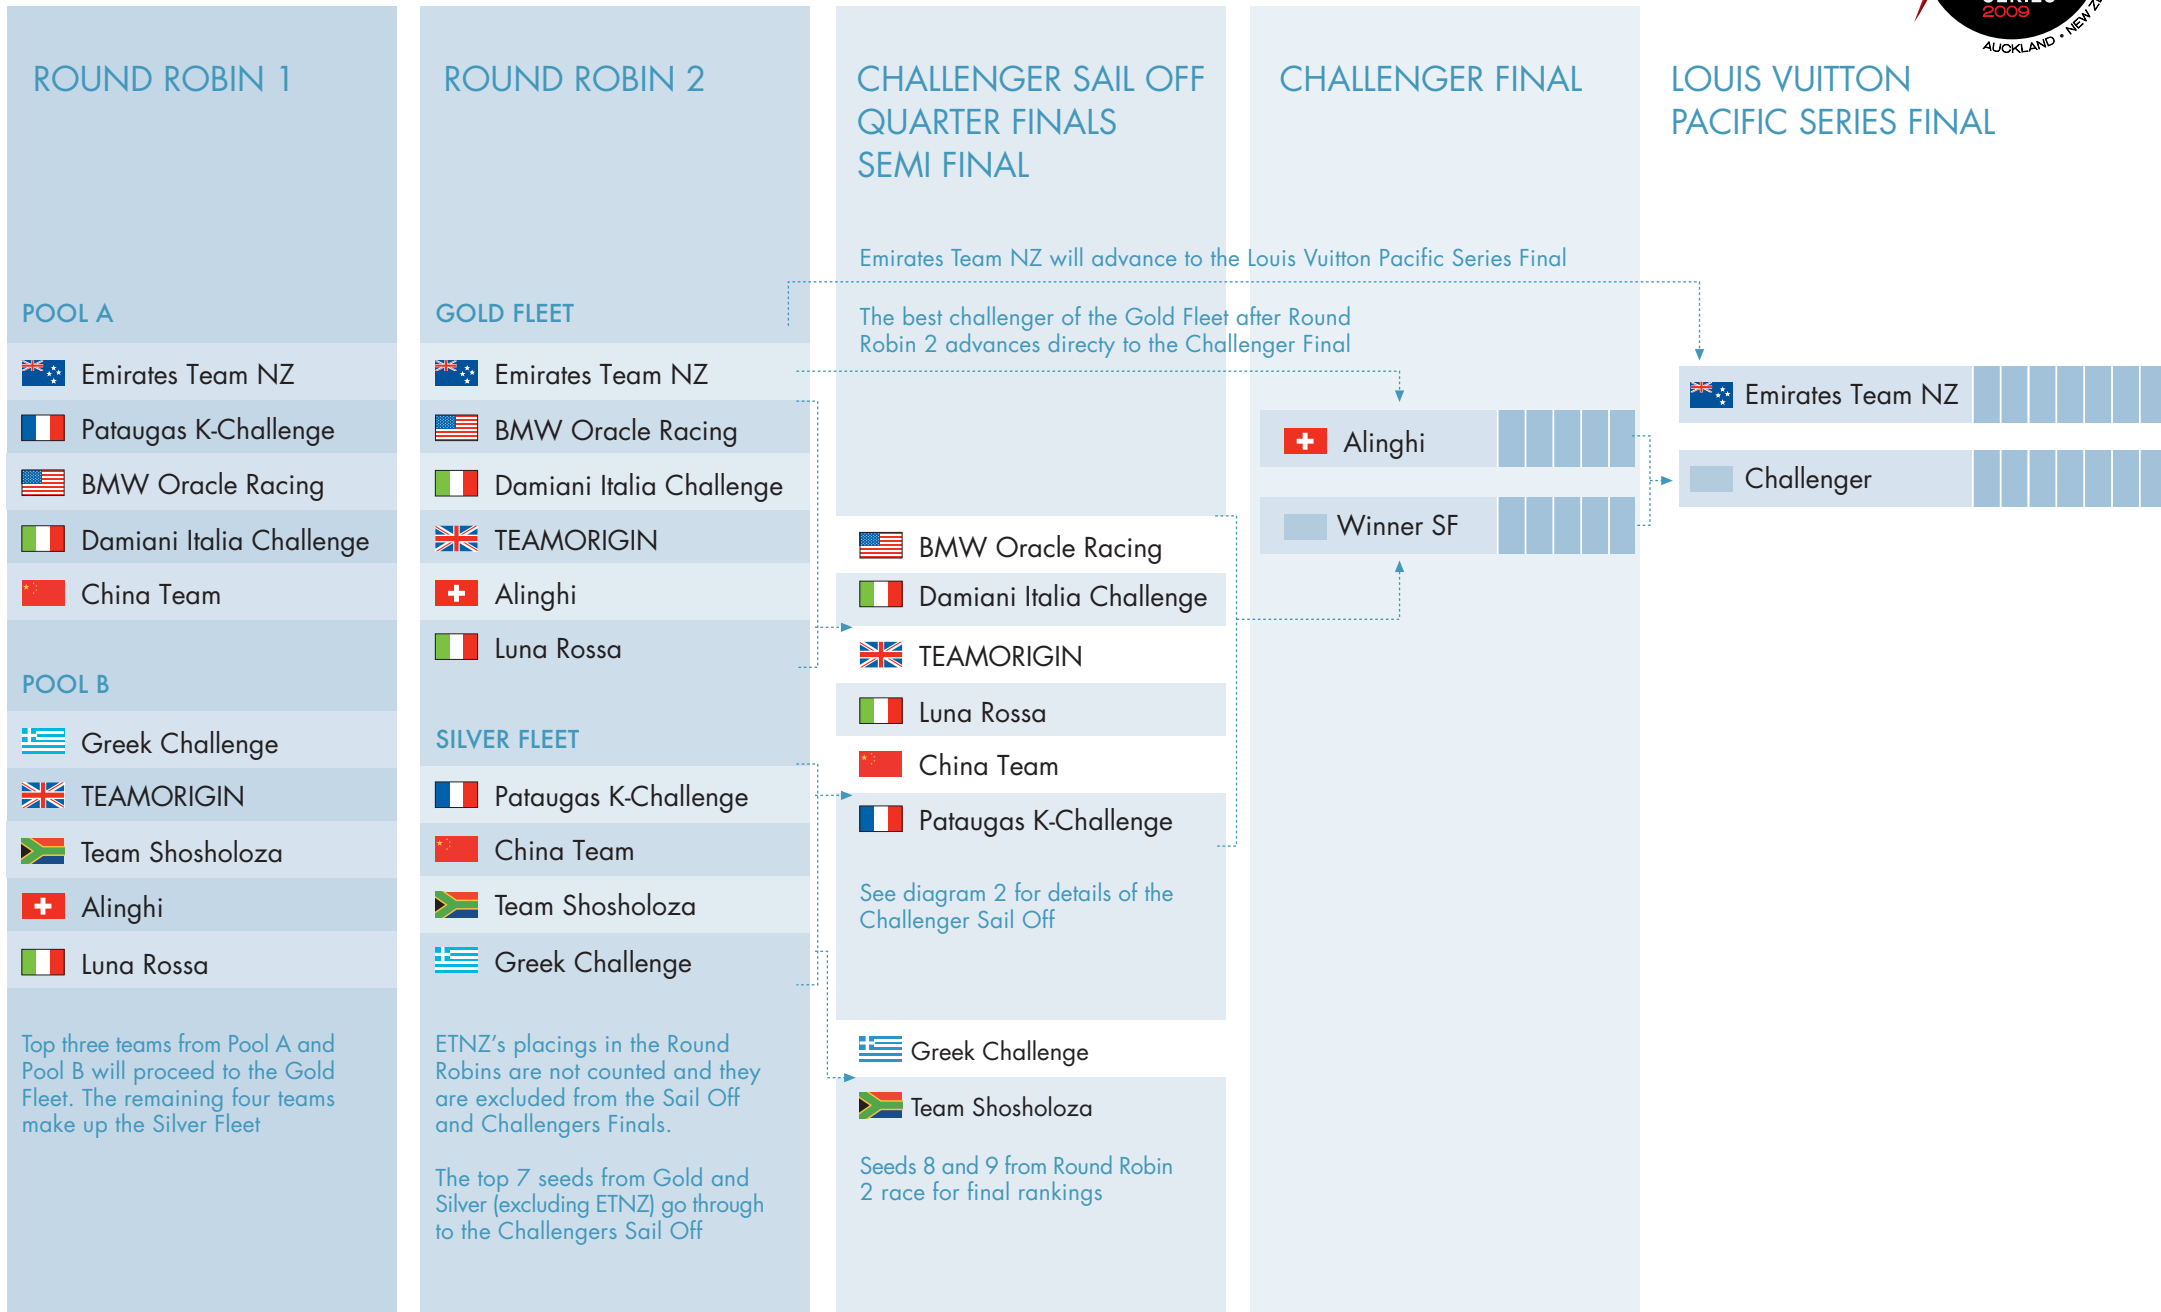 SERIES
2009
AUCKLAND • NEW
ROUND ROBIN 1
POOL A
Emirates Team NZ
Pataugas K-Challenge
BMW Oracle Racing
Damiani Italia Challenge
China Team
POOL B
Greek Challenge
TEAMORIGIN
Team Shosholoza
Alinghi
Luna Rossa
Top three teams from Pool A and
Pool B will proceed to the Gold
Fleet. The remaining four teams
make up the Silver Fleet
ROUND ROBIN 2
GOLD FLEET
Emirates Team NZ
BMW Oracle Racing
Damiani Italia Challenge
TEAMORIGIN
Alinghi
Luna Rossa
SILVER FLEET
Pataugas K-Challenge
China Team
Team Shosholoza
Greek Challenge
ETNZ's placings in the Round
Robins are not counted and they
are excluded from the Sail Off
and Challengers Finals.
The top 7 seeds from Gold and
Silver (excluding ETNZ) go through
to the Challengers Sail Off
CHALLENGER SAIL OFF
QUARTER FINALS
SEMI FINAL
Emirates Team NZ will advance to the Louis Vuitton Pacific Series Final
The best challenger of the Gold Fleet after Round
Robin 2 advances directy to the Challenger Final
BMW Oracle Racing
Damiani Italia Challenge
TEAMORIGIN
Luna Rossa
China Team
Pataugas K-Challenge
See diagram 2 for details of the
Challenger Sail Off
Greek Challenge
Team Shosholoza
Seeds 8 and 9 from Round Robin
2 race for final rankings
CHALLENGER FINAL
Alinghi
Winner SF
LOUIS VUITTON
PACIFIC SERIES FINAL
Emirates Team NZ
Challenger